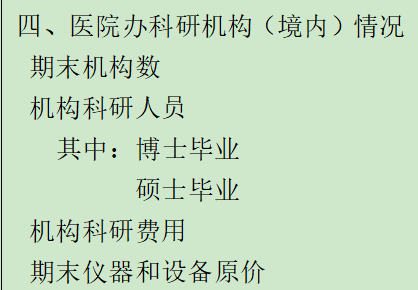 四、医院办科研机构（境内）情况
期末机构数
机构科研人员
其中：博士毕业
硕士毕业
机构科研费用
期末仪器和设备原价